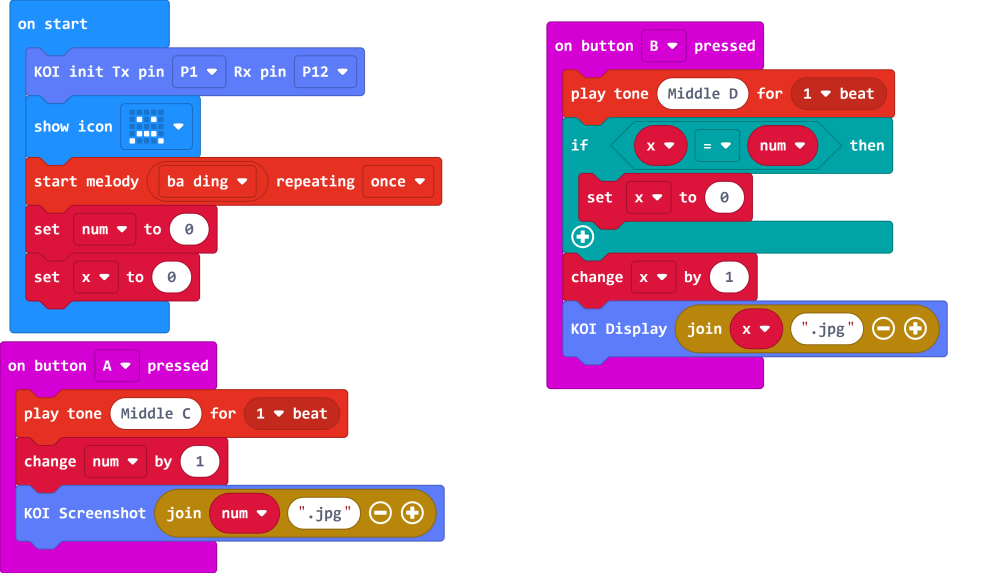 on start
KOI init Tx pin P1 Rx pin P12
show icon
start melody ba ding repeating once
set num to 0
set x to 0
on button A pressed
play tone Middle C for 1 beat
change num by 1
KOI Screenshot join num ".jpg"
on button B pressed
play tone Middle D for 1 beat
if x = num then
set x to 0
change x by 1
KOI Display join x ".jpg"